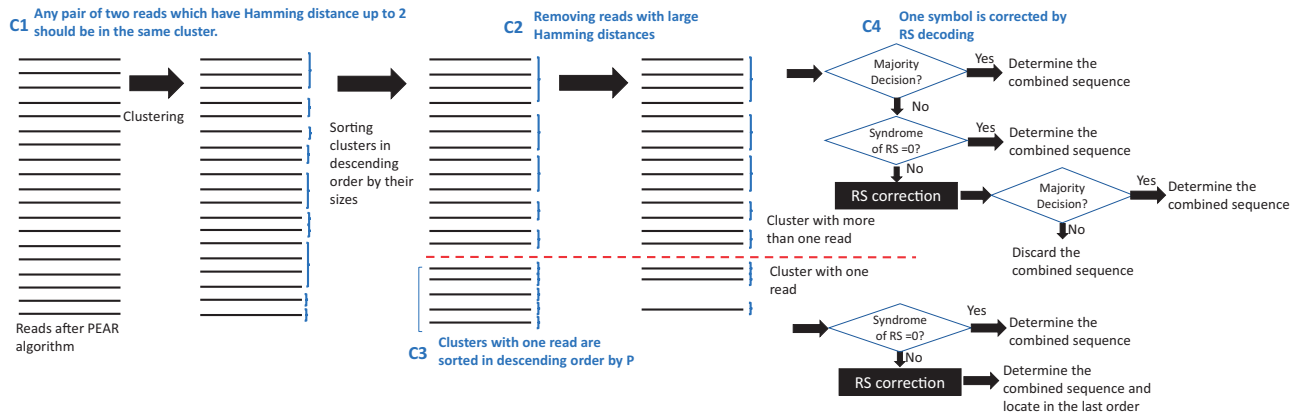 C1 Any pair of two reads which have Hamming distance up to 2
should be in the same cluster.
Clustering
Reads after PEAR
algorithm
Sorting
clusters in
descending
order by their
sizes
C2 Removing reads with large
Hamming distances
Cluster with more
than one read
Cluster with one
read
C3 Clusters with one read are
sorted in descending order by P
C4 One symbol is corrected by
RS decoding
Majority
Decision?
Yes
Determine the
combined sequence
No
Syndrome
of RS =0?
Yes
Determine the
combined sequence
No
RS correction
Majority
Decision?
Yes
Determine the
combined sequence
No
Discard the
combined sequence
Syndrome
of RS =0?
Yes
Determine the
combined sequence
No
RS correction
Determine the
combined sequence and
locate in the last order